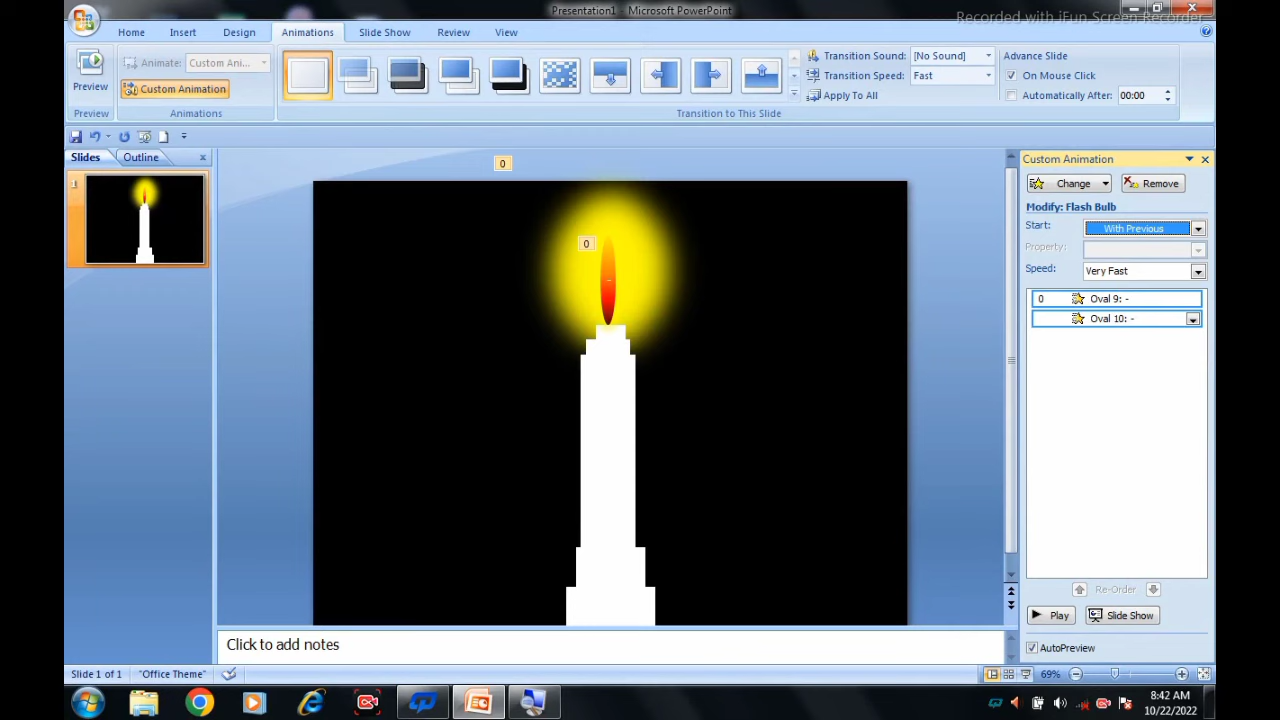 Presentation1 - Microsoft PowerPoint
Recorded with iFun Screen Recorder
Home Insert Design Animations Slide Show Review View
Preview
Animate: Custom Ani...
Custom Animation
Transition Sound: [No Sound]
Transition Speed: Fast
Apply To All
Advance Slide
On Mouse Click
Automatically After: 00:00
Preview Animations Transition to This Slide
Slides Outline
1
0
0
Custom Animation
Change Remove
Modify: Flash Bulb
Start: With Previous
Property:
Speed: Very Fast
0 Oval 9: -
Oval 10: -
Re-Order
Play Slide Show
AutoPreview
Click to add notes
Slide 1 of 1 "Office Theme" 69%
8:42 AM
10/22/2022